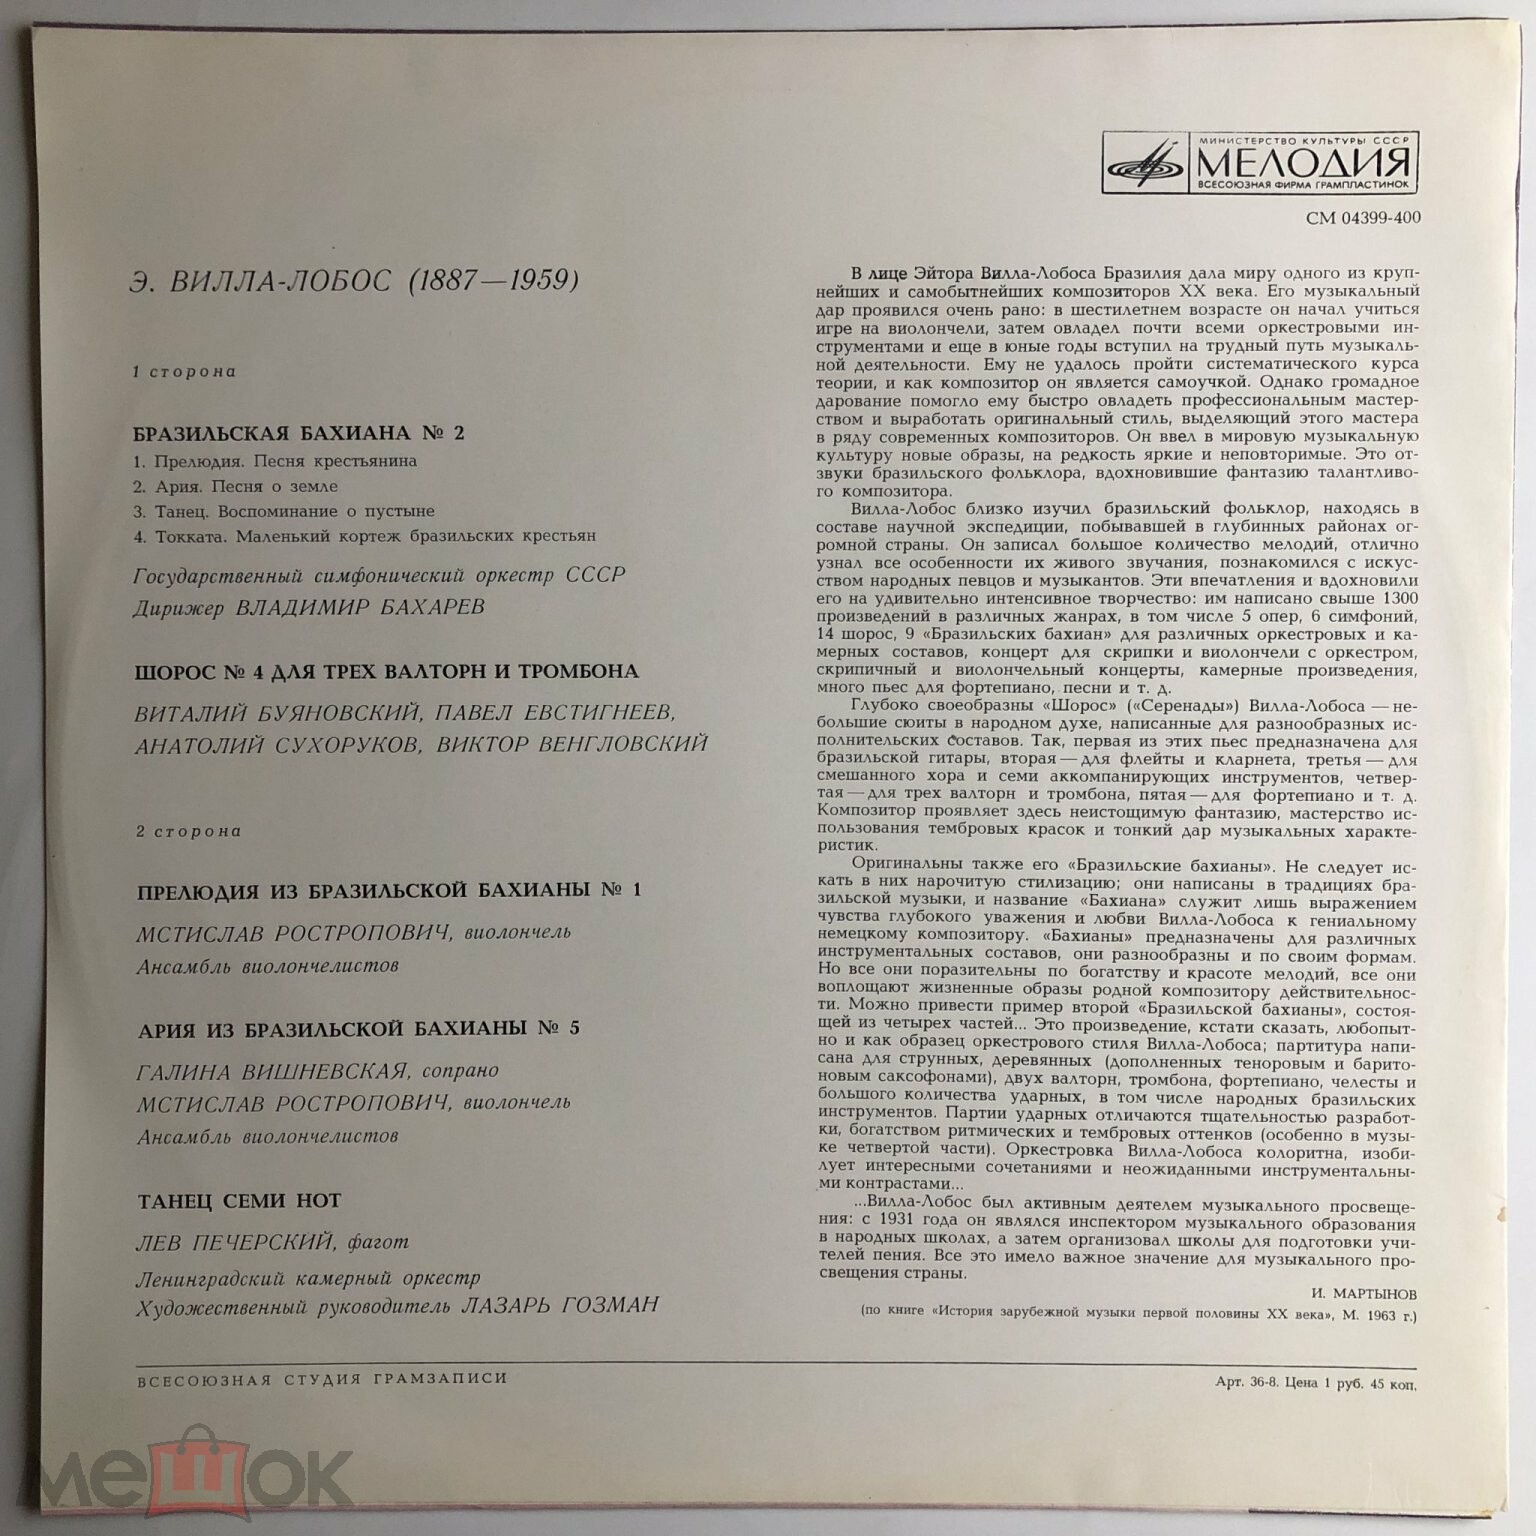 МИНИСТЕРСТВО КУЛЬТУРЫ СССР
МЕЛОДИЯ
ВСЕСОЮЗНАЯ ФИРМА ГРАМПЛАСТИНОК
СМ 04399-400
Э. ВИЛЛА-ЛОБОС (1887—1959)
1 сторона
БРАЗИЛЬСКАЯ БАХИАНА № 2
1. Прелюдия. Песня крестьянина
2. Ария. Песня о земле
3. Танец. Воспоминание о пустыне
4. Токката. Маленький кортеж бразильских крестьян
Государственный симфонический оркестр СССР
Дирижер ВЛАДИМИР БАХАРЕВ
ШОРОС № 4 ДЛЯ ТРЕХ ВАЛТОРН И ТРОМБОНА
ВИТАЛИЙ БУЯНОВСКИЙ, ПАВЕЛ ЕВСТИГНЕЕВ,
АНАТОЛИЙ СУХОРУКОВ, ВИКТОР ВЕНГЛОВСКИЙ
2 сторона
ПРЕЛЮДИЯ ИЗ БРАЗИЛЬСКОЙ БАХИАНЫ № 1
МСТИСЛАВ РОСТРОПОВИЧ, виолончель
Ансамбль виолончелистов
АРИЯ ИЗ БРАЗИЛЬСКОЙ БАХИАНЫ № 5
ГАЛИНА ВИШНЕВСКАЯ, сопрано
МСТИСЛАВ РОСТРОПОВИЧ, виолончель
Ансамбль виолончелистов
ТАНЕЦ СЕМИ НОТ
ЛЕВ ПЕЧЕРСКИЙ, фагот
Ленинградский камерный оркестр
Художественный руководитель ЛАЗАРЬ ГОЗМАН
В лице Эйтора Вилла-Лобоса Бразилия дала миру одного из круп-
нейших и самобытнейших композиторов XX века. Его музыкальный
дар проявился очень рано: в шестилетнем возрасте он начал учиться
игре на виолончели, затем овладел почти всеми оркестровыми ин-
струментами и еще в юные годы вступил на трудный путь музыкаль-
ной деятельности. Ему не удалось пройти систематического курса
теории, и как композитор он является самоучкой. Однако громадное
дарование помогло ему быстро овладеть профессиональным мастер-
ством и выработать оригинальный стиль, выделяющий этого мастера
в ряду современных композиторов. Он ввел в мировую музыкальную
культуру новые образы, на редкость яркие и неповторимые. Это от-
звуки бразильского фольклора, вдохновившие фантазию талантливо-
го композитора.
Вилла-Лобос близко изучил бразильский фольклор, находясь в
составе научной экспедиции, побывавшей в глубинных районах ог-
ромной страны. Он записал большое количество мелодий, отлично
узнал все особенности их живого звучания, познакомился с искус-
ством народных певцов и музыкантов. Эти впечатления и вдохновили
его на удивительно интенсивное творчество: им написано свыше 1300
произведений в различных жанрах, в том числе 5 опер, 6 симфоний,
14 шорос, 9 «Бразильских бахиан» для различных оркестровых и ка-
мерных составов, концерт для скрипки и виолончели с оркестром,
скрипичный и виолончельный концерты, камерные произведения,
много пьес для фортепиано, песни и т. д.
Глубоко своеобразны «Шорос» («Серенады») Вилла-Лобоса — не-
большие сюиты в народном духе, написанные для разнообразных ис-
полнительских составов. Так, первая из этих пьес предназначена для
бразильской гитары, вторая — для флейты и кларнета, третья — для
смешанного хора и семи аккомпанирующих инструментов, четвер-
тая — для трех валторн и тромбона, пятая — для фортепиано и т. д.
Композитор проявляет здесь неистощимую фантазию, мастерство ис-
пользования тембровых красок и тонкий дар музыкальных характе-
ристик.
Оригинальны также его «Бразильские бахианы». Не следует ис-
кать в них нарочитую стилизацию; они написаны в традициях бра-
зильской музыки, и название «Бахиана» служит лишь выражением
чувства глубокого уважения и любви Вилла-Лобоса к гениальному
немецкому композитору. «Бахианы» предназначены для различных
инструментальных составов, они разнообразны и по своим формам.
Но все они поразительны по богатству и красоте мелодий, все они
воплощают жизненные образы родной композитору действительнос-
ти. Можно привести пример второй «Бразильской бахианы», состоя-
щей из четырех частей... Это произведение, кстати сказать, любопыт-
но и как образец оркестрового стиля Вилла-Лобоса; партитура напи-
сана для струнных, деревянных (дополненных теноровым и барито-
новым саксофонами), двух валторн, тромбона, фортепиано, челесты и
большого количества ударных, в том числе народных бразильских
инструментов. Партии ударных отличаются тщательностью разработ-
ки, богатством ритмических и тембровых оттенков (особенно в музы-
ке четвертой части). Оркестровка Вилла-Лобоса колоритна, изоби-
лует интересными сочетаниями и неожиданными инструментальны-
ми контрастами...
...Вилла-Лобос был активным деятелем музыкального просвеще-
ния: с 1931 года он являлся инспектором музыкального образования
в народных школах, а затем организовал школы для подготовки учи-
телей пения. Все это имело важное значение для музыкального про-
свещения страны.
И. МАРТЫНОВ
(по книге «История зарубежной музыки первой половины XX века», М. 1963 г.)
ВСЕСОЮЗНАЯ СТУДИЯ ГРАМЗАПИСИ
Арт. 36-8. Цена 1 руб. 45 коп.
мешок